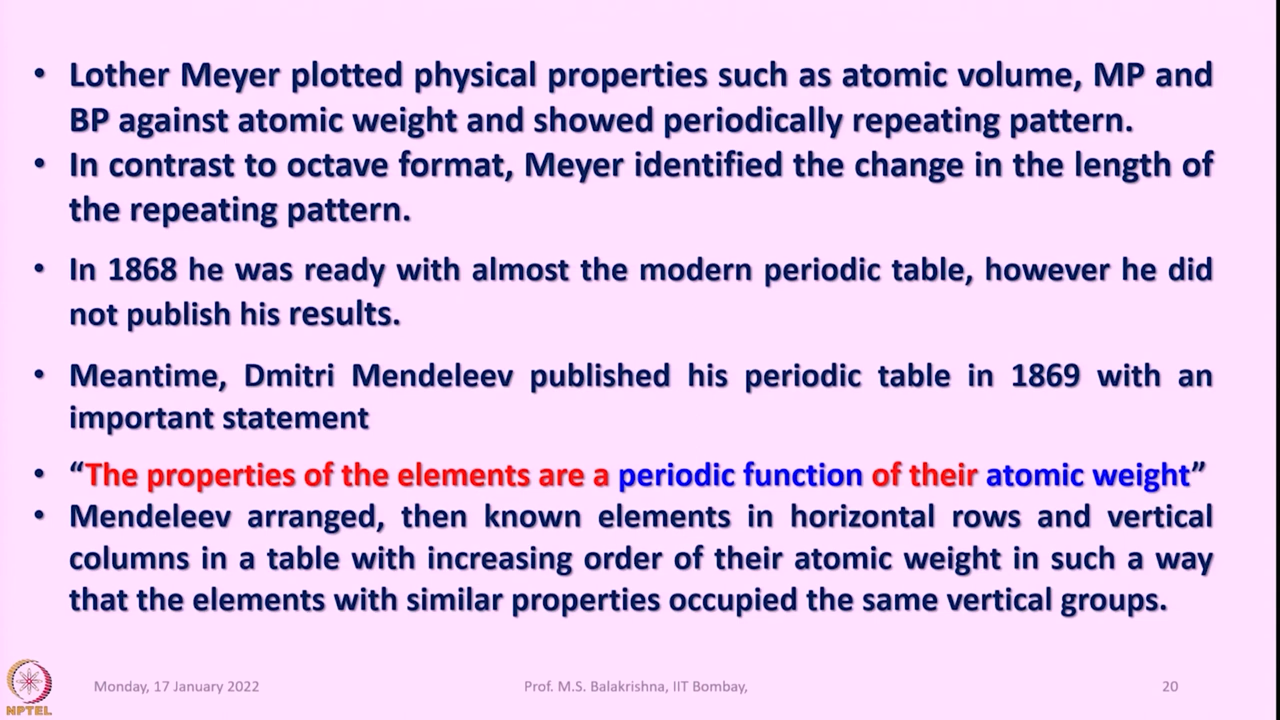 • Lother Meyer plotted physical properties such as atomic volume, MP and
BP against atomic weight and showed periodically repeating pattern.
• In contrast to octave format, Meyer identified the change in the length of
the repeating pattern.
• In 1868 he was ready with almost the modern periodic table, however he did
not publish his results.
• Meantime, Dmitri Mendeleev published his periodic table in 1869 with an
important statement
• “The properties of the elements are a periodic function of their atomic weight”
• Mendeleev arranged, then known elements in horizontal rows and vertical
columns in a table with increasing order of their atomic weight in such a way
that the elements with similar properties occupied the same vertical groups.
NPTEL
Monday, 17 January 2022
Prof. M.S. Balakrishna, IIT Bombay,
20